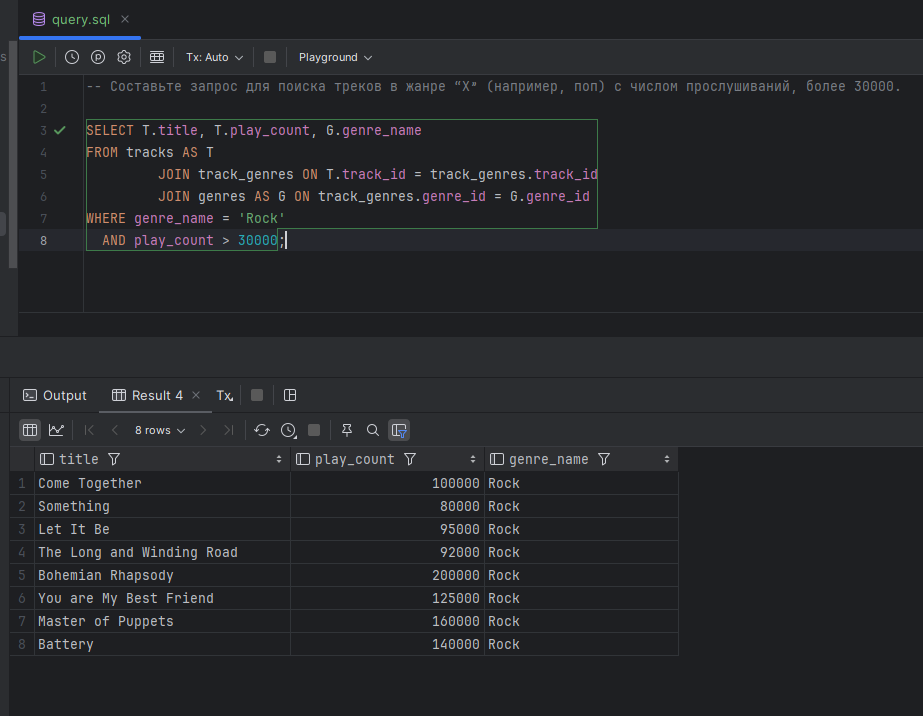 query.sql
s
Tx: Auto
Playground
1 -- Составьте запрос для поиска треков в жанре “X” (например, поп) с числом прослушиваний, более 30000.
2
3 SELECT T.title, T.play_count, G.genre_name
4 FROM tracks AS T
5 JOIN track_genres ON T.track_id = track_genres.track_id
6 JOIN genres AS G ON track_genres.genre_id = G.genre_id
7 WHERE genre_name = 'Rock'
8 AND play_count > 30000;
Output Result 4 Tx
8 rows
title play_count genre_name
1 Come Together 100000 Rock
2 Something 80000 Rock
3 Let It Be 95000 Rock
4 The Long and Winding Road 92000 Rock
5 Bohemian Rhapsody 200000 Rock
6 You are My Best Friend 125000 Rock
7 Master of Puppets 160000 Rock
8 Battery 140000 Rock